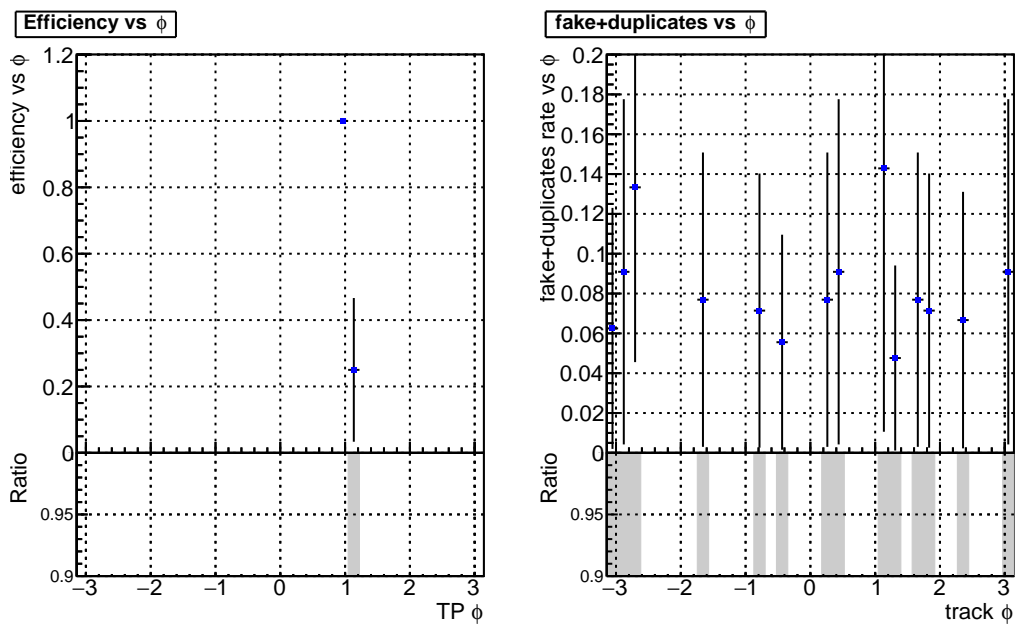 Efficiency vs ϕ
efficiency vs ϕ
1.2
1
0.8
0.6
0.4
0.2
0
Ratio
0.95
0.9
−3 −2 −1 0 1 2 3
TP ϕ
fake+duplicates vs ϕ
fake+duplicates rate vs ϕ
0.2
0.18
0.16
0.14
0.12
0.1
0.08
0.06
0.04
0.02
0
Ratio
0.95
0.9
−3 −2 −1 0 1 2 3
track ϕ